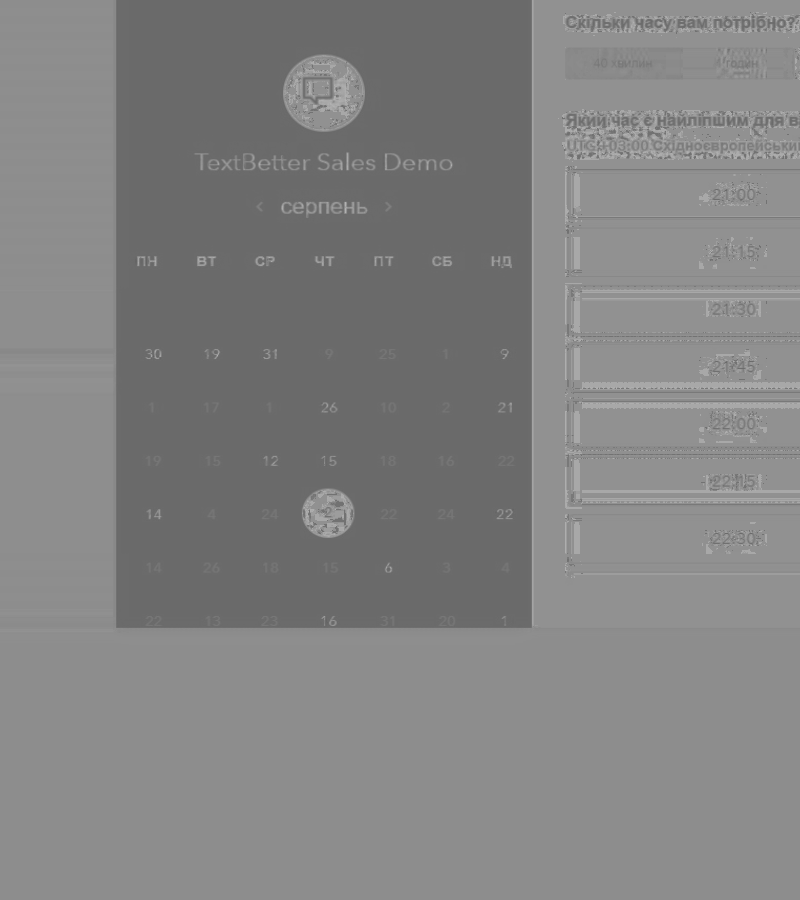 TextBetter Sales Demo
< серпень >
ПН ВТ СР ЧТ ПТ СБ НД
30 19 31 9 25 1 9
1 17 1 26 10 2 21
19 15 12 15 18 16 22
14 4 24 22 24 22
14 26 18 15 6 3 4
22 13 23 16 31 20 1
Скільки часу вам потрібно?
40 хвилин годин
Який час є найліпшим для в
UTC +03:00 Східноєвропейськи
21:00
21:15
21:30
21:45
22:00
22:15
22:30